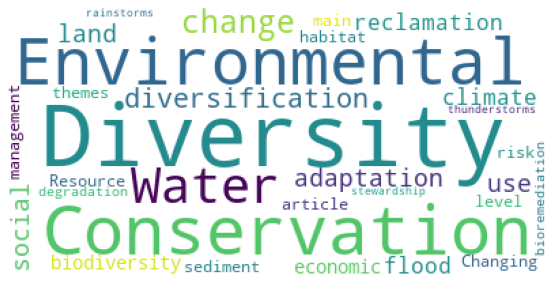 rainstorms
change
main
reclamation
land
habitat
Environmental
themes
diversification
climate
thunderstorms
management
Diversity
risk
Resource
Water
adaptation
use
degradation
stewardship
social
article
level
bioremediation
Conservation
biodiversity
sediment
economic
flood
Changing